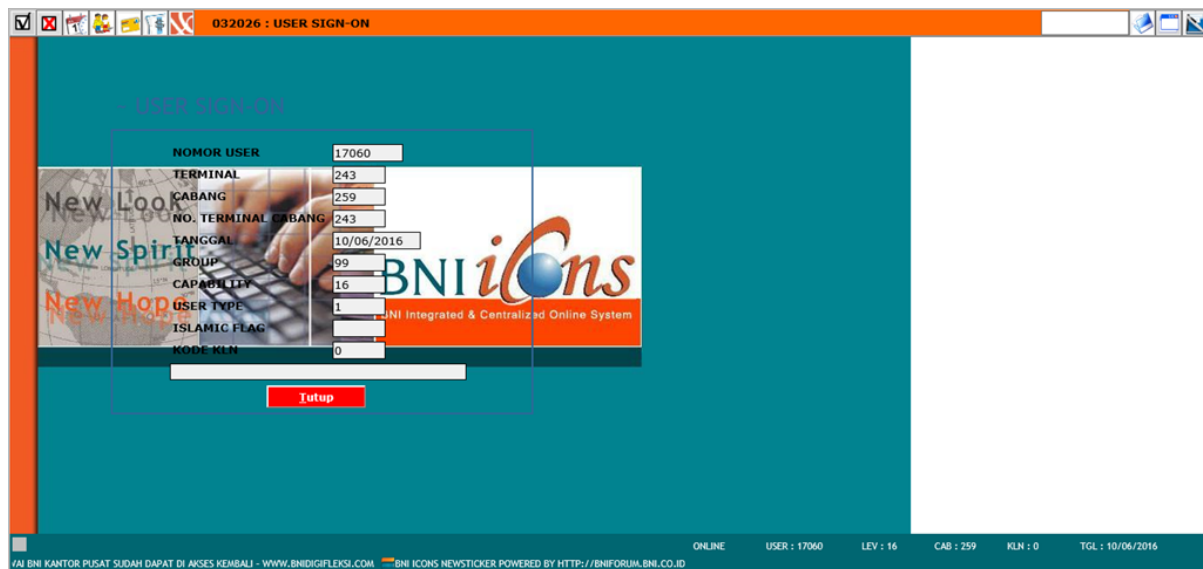 032026 : USER SIGN-ON
- USER SIGN-ON
NOMOR USER 17060
TERMINAL 243
CABANG 259
NO. TERMINAL CABANG 243
TANGGAL 10/06/2016
GROUP 99
CAPABILITY 16
USER TYPE 1
ISLAMIC FLAG
KODE KLN 0
Tutup
New Look
New Spirit
New Hope
BNI iCons
BNI Integrated & Centralized Online System
ONLINE USER : 17060 LEV : 16 CAB : 259 KLN : 0 TGL : 10/06/2016
BNI KANTOR PUSAT SUDAH DAPAT DI AKSES KEMBALI - WWW.BNIDIGIFLEKSI.COM BNI ICONS NEWSTICKER POWERED BY HTTP://BNIFORUM.BNI.CO.ID